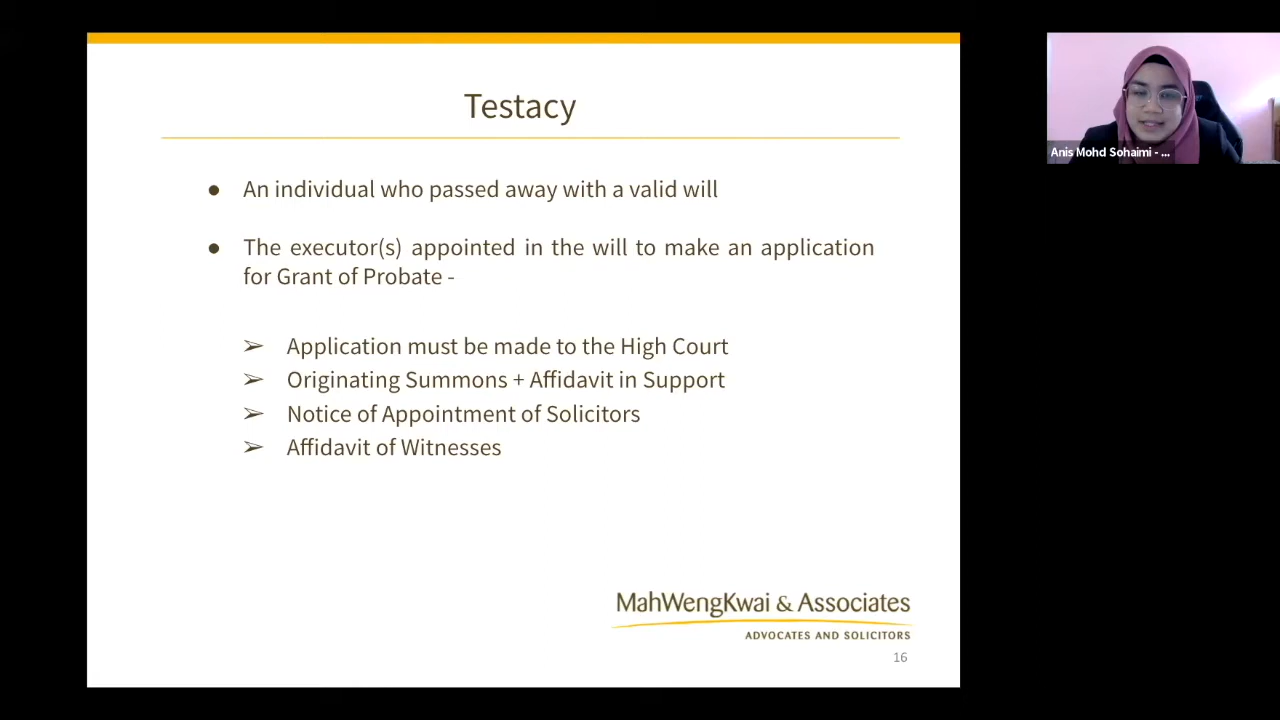 Testacy
● An individual who passed away with a valid will
● The executor(s) appointed in the will to make an application
for Grant of Probate -
➢ Application must be made to the High Court
➢ Originating Summons + Affidavit in Support
➢ Notice of Appointment of Solicitors
➢ Affidavit of Witnesses
MahWengKwai & Associates
ADVOCATES AND SOLICITORS
16
Anis Mohd Sohaimi - ...